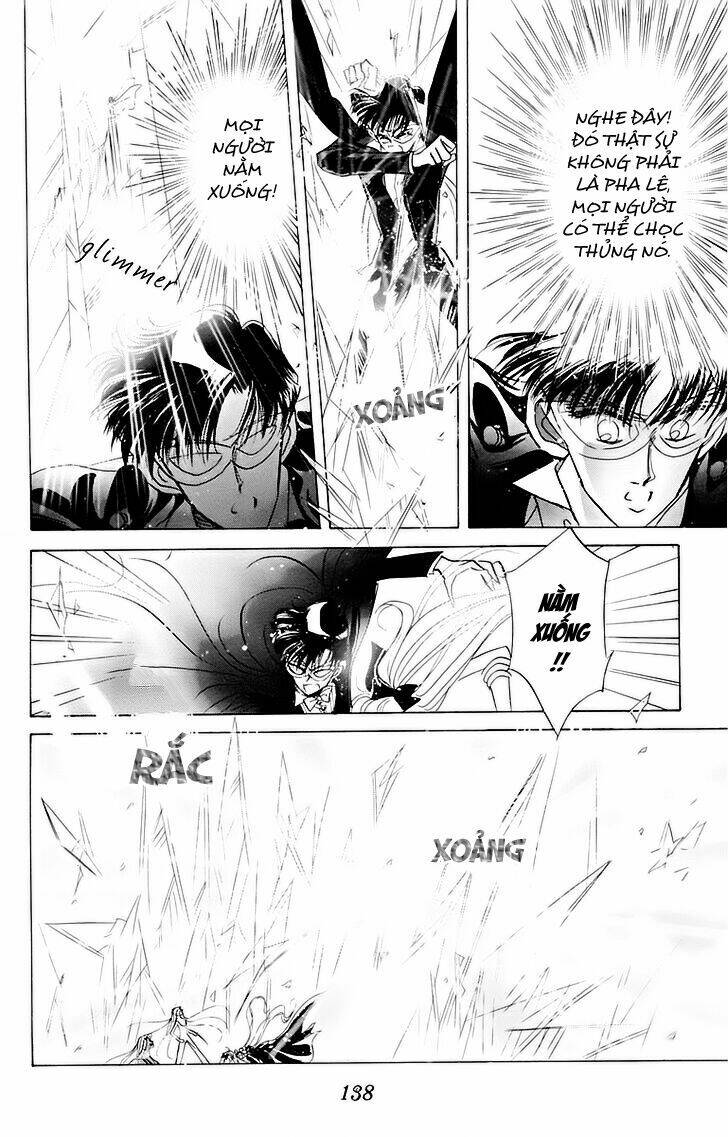 NGHE ĐÂY!
ĐÓ THẬT SỰ
KHÔNG PHẢI
LÀ PHA LÊ,
MỌI NGƯỜI
CÓ THỂ CHỌC
THỦNG NÓ.
XOẢNG
MỌI
NGƯỜI
NẰM
XUỐNG!
glimmer
NẰM
XUỐNG
!!
RẮC
XOẢNG
138